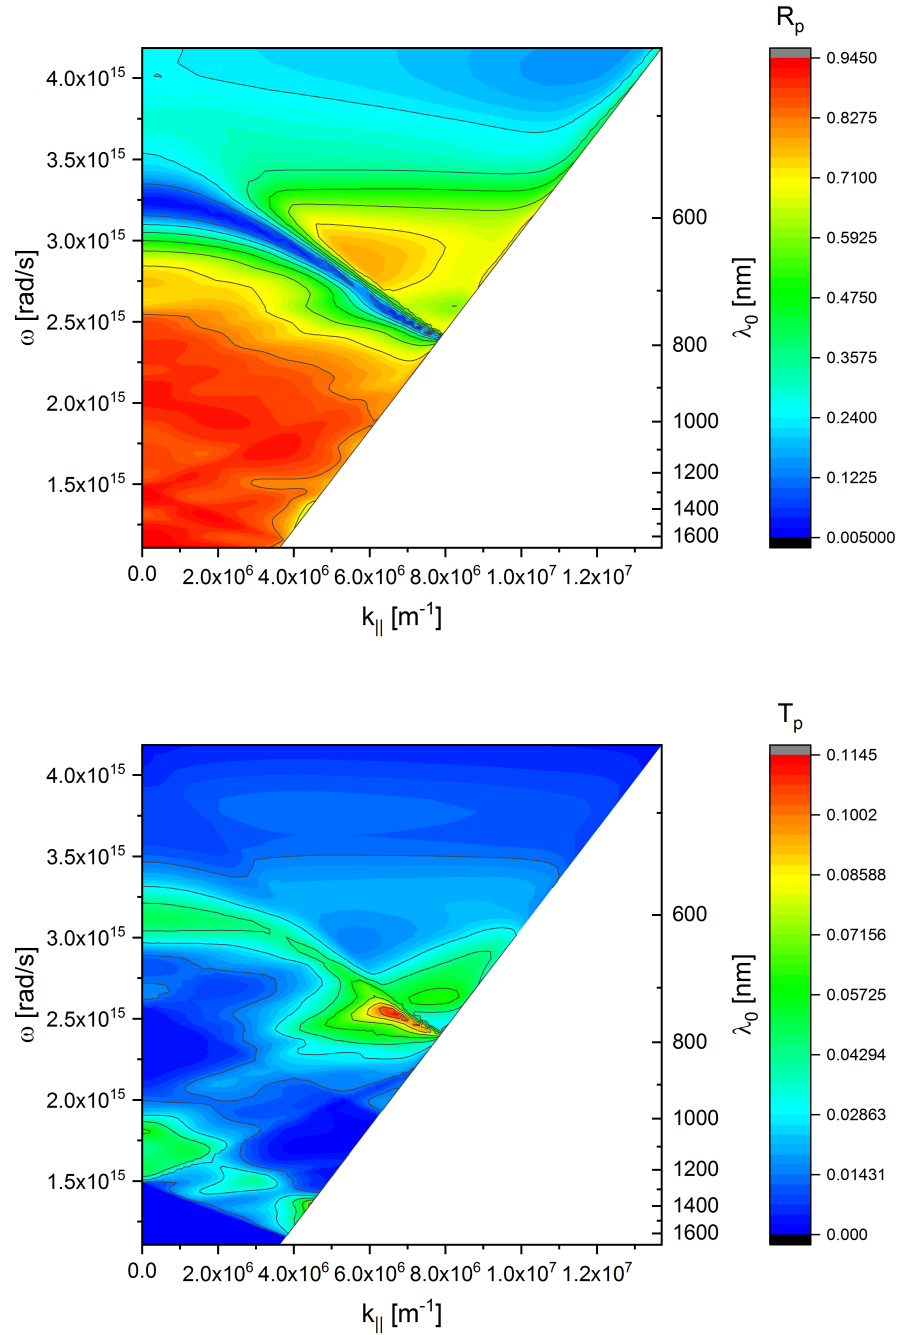 R_p
0.9450
0.8275
0.7100
0.5925
0.4750
0.3575
0.2400
0.1225
0.005000
4.0x10^15
3.5x10^15
3.0x10^15
2.5x10^15
2.0x10^15
1.5x10^15
ω [rad/s]
600
800
1000
1200
1400
1600
λ_0 [nm]
0.0 2.0x10^6 4.0x10^6 6.0x10^6 8.0x10^6 1.0x10^7 1.2x10^7
k_|| [m^-1]
T_p
0.1145
0.1002
0.08588
0.07156
0.05725
0.04294
0.02863
0.01431
0.000
4.0x10^15
3.5x10^15
3.0x10^15
2.5x10^15
2.0x10^15
1.5x10^15
ω [rad/s]
600
800
1000
1200
1400
1600
λ_0 [nm]
0.0 2.0x10^6 4.0x10^6 6.0x10^6 8.0x10^6 1.0x10^7 1.2x10^7
k_|| [m^-1]